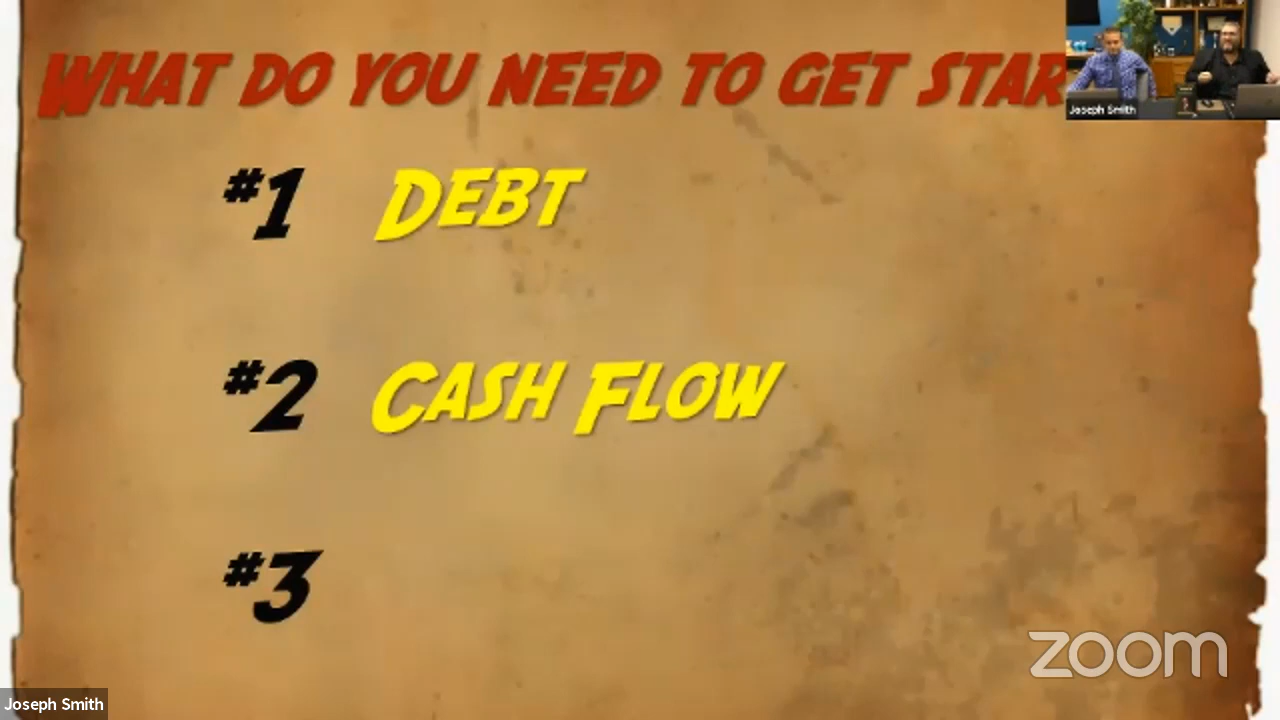 WHAT DO YOU NEED TO GET STAR
Joseph Smith
#1 DEBT
#2 CASH FLOW
#3
zoom
Joseph Smith